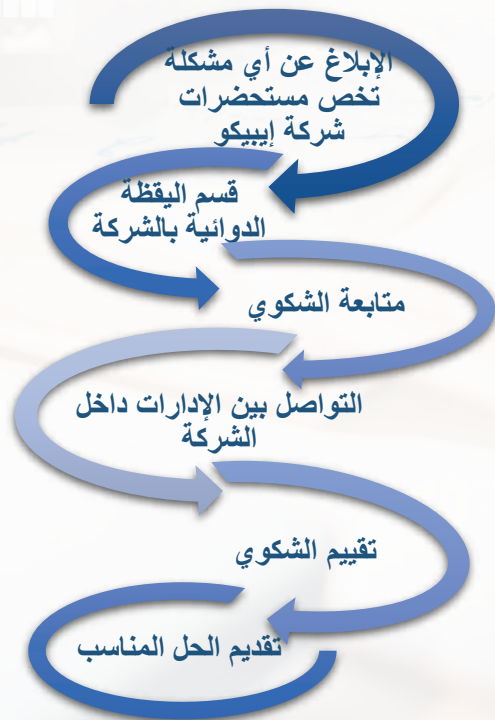 الإبلاغ عن أي مشكلة
تخص مستحضرات
شركة إيبيكو
قسم اليقظة
الدوائية بالشركة
متابعة الشكوي
التواصل بين الإدارات داخل
الشركة
تقييم الشكوي
تقديم الحل المناسب